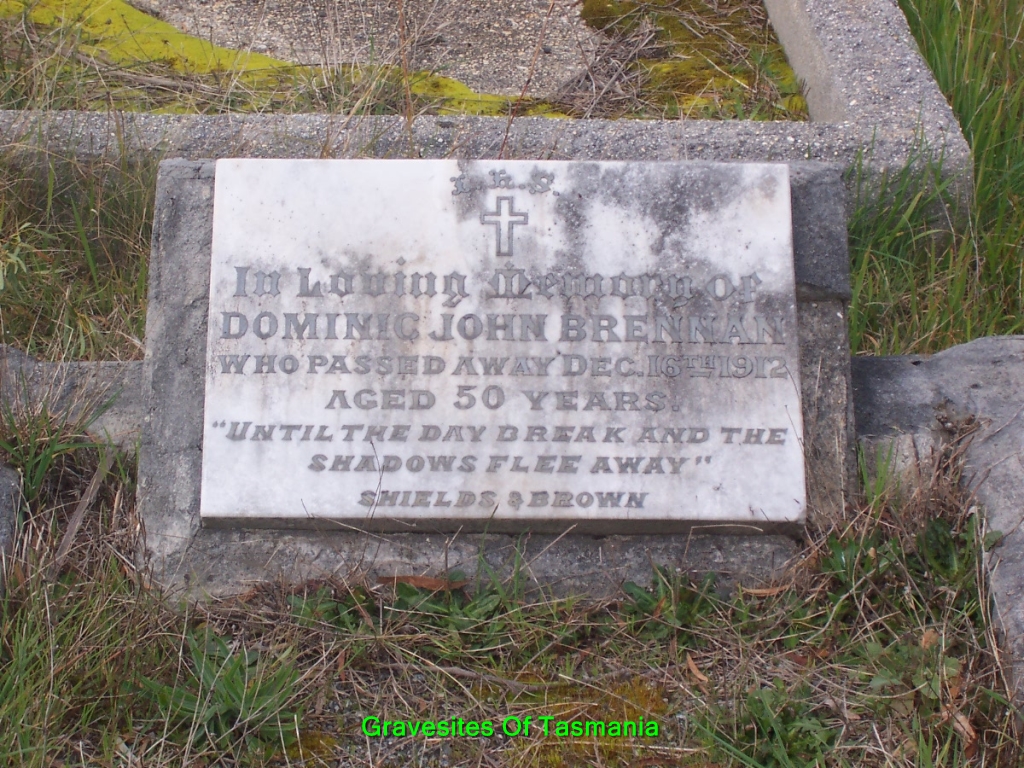 I.H.S.
In Loving Memory of
DOMINIC JOHN BRENNAN
WHO PASSED AWAY DEC. 16TH 1912
AGED 50 YEARS.
"UNTIL THE DAY BREAK AND THE
SHADOWS FLEE AWAY"
SHIELDS & BROWN
Gravesites Of Tasmania